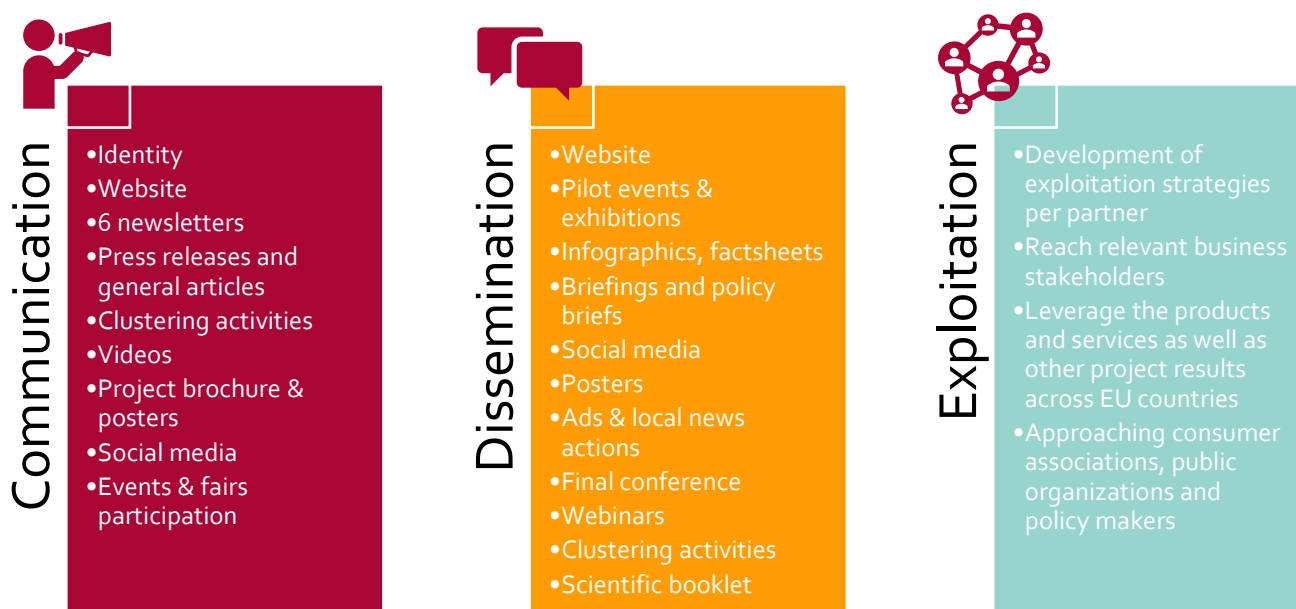 Communication
•Identity
•Website
•6 newsletters
•Press releases and
general articles
•Clustering activities
•Videos
•Project brochure &
posters
•Social media
•Events & fairs
participation
Dissemination
•Website
•Pilot events &
exhibitions
•Infographics, factsheets
•Briefings and policy
briefs
•Social media
•Posters
•Ads & local news
actions
•Final conference
•Webinars
•Clustering activities
•Scientific booklet
Exploitation
•Development of
exploitation strategies
per partner
•Reach relevant business
stakeholders
•Leverage the products
and services as well as
other project results
across EU countries
•Approaching consumer
associations, public
organizations and
policy makers